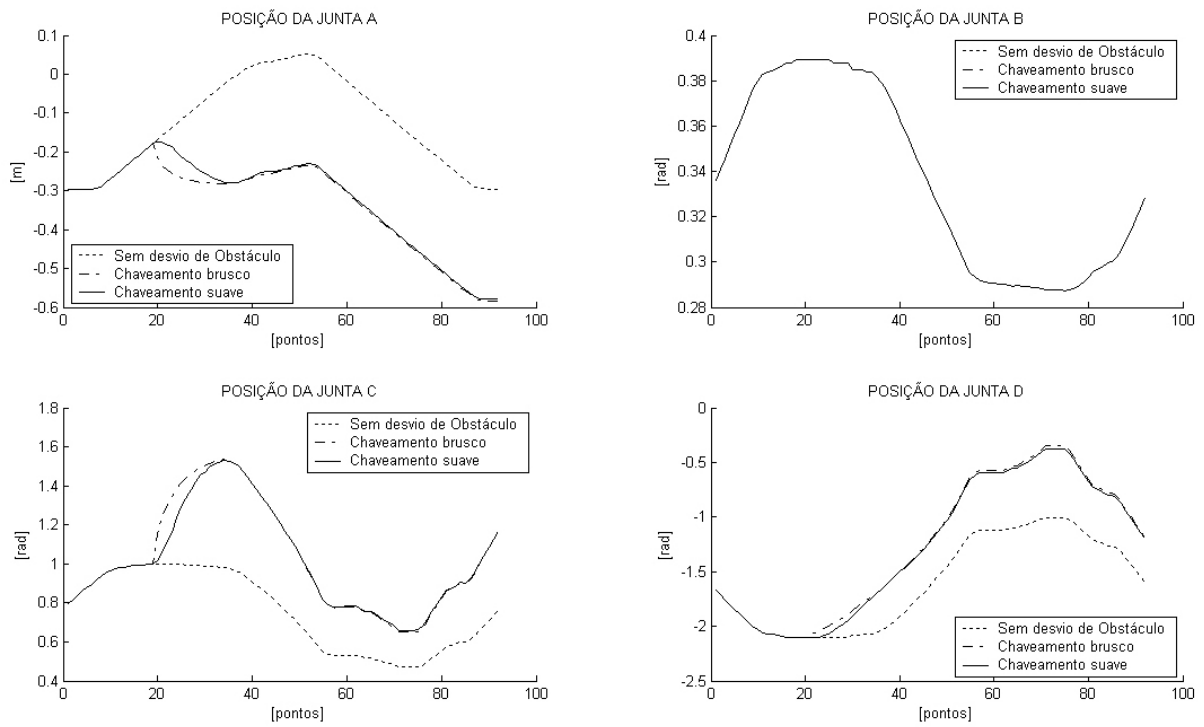 POSIÇÃO DA JUNTA A
0.1
0
-0.1
-0.2
-0.3
-0.4
-0.5
-0.6
[m]
Sem desvio de Obstáculo
Chaveamento brusco
Chaveamento suave
0 20 40 60 80 100
[pontos]
POSIÇÃO DA JUNTA B
0.4
0.38
0.36
0.34
0.32
0.3
0.28
[rad]
Sem desvio de Obstáculo
Chaveamento brusco
Chaveamento suave
0 20 40 60 80 100
[pontos]
POSIÇÃO DA JUNTA C
1.8
1.6
1.4
1.2
1
0.8
0.6
0.4
[rad]
Sem desvio de Obstáculo
Chaveamento brusco
Chaveamento suave
0 20 40 60 80 100
[pontos]
POSIÇÃO DA JUNTA D
0
-0.5
-1
-1.5
-2
-2.5
[rad]
Sem desvio de Obstáculo
Chaveamento brusco
Chaveamento suave
0 20 40 60 80 100
[pontos]